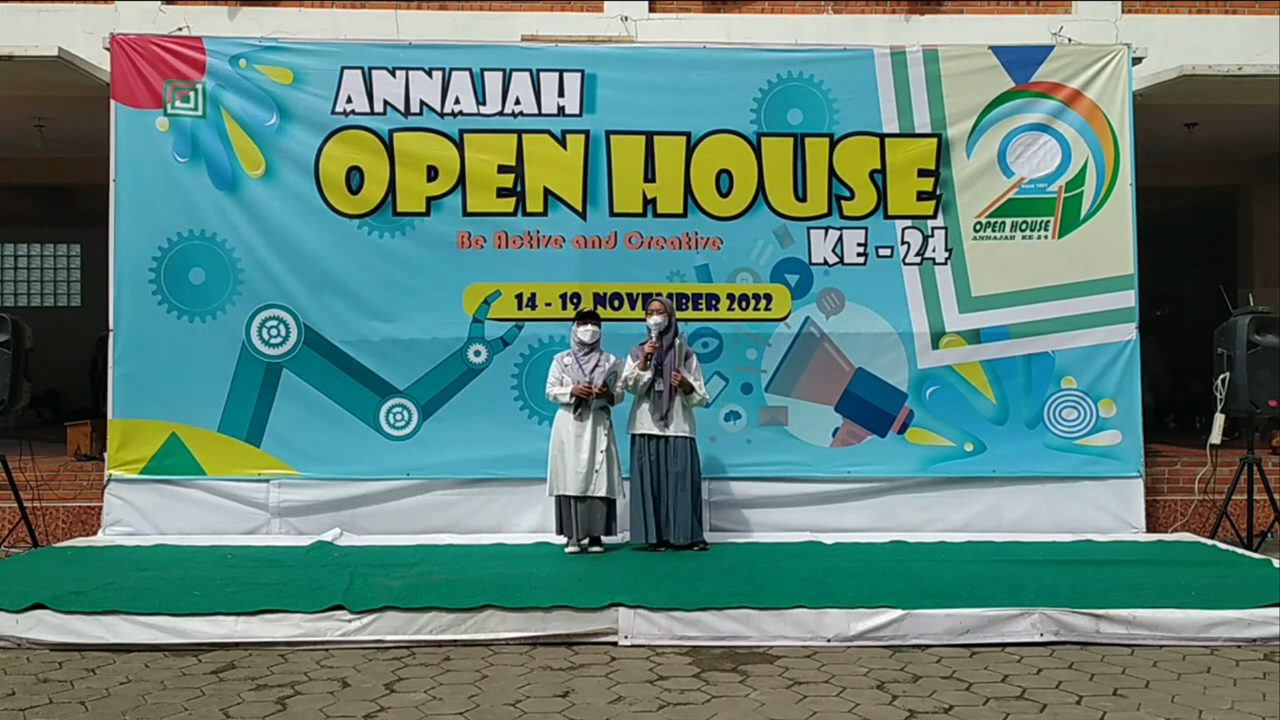 ANNAJAH
OPEN HOUSE
Be Active and Creative
KE - 24
14 - 19 NOVEMBER 2022
OPEN HOUSE
ANNAJAH KE-24